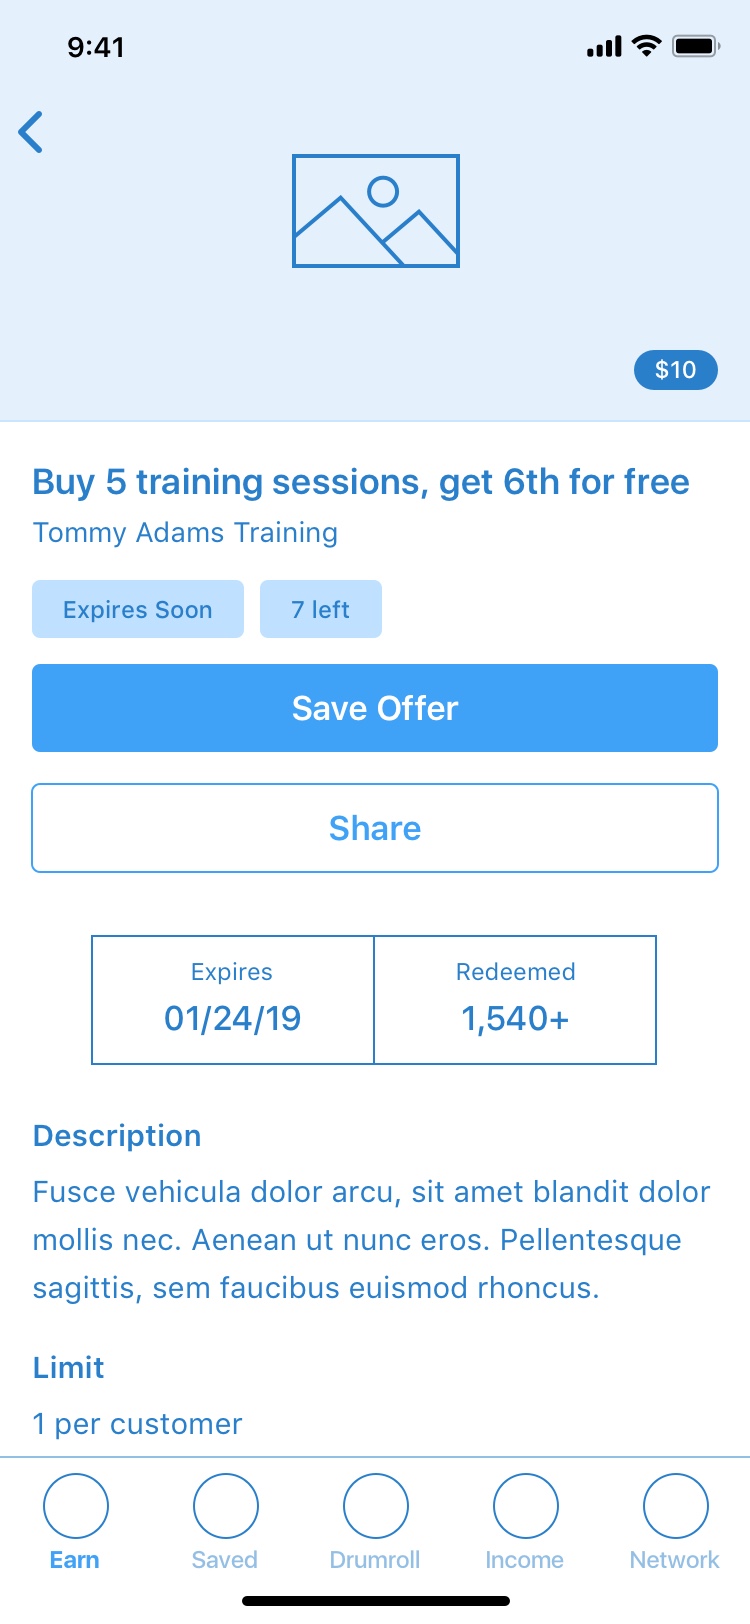 9:41
$10
Buy 5 training sessions, get 6th for free
Tommy Adams Training
Expires Soon
7 left
Save Offer
Share
Expires
01/24/19
Redeemed
1,540+
Description
Fusce vehicula dolor arcu, sit amet blandit dolor
mollis nec. Aenean ut nunc eros. Pellentesque
sagittis, sem faucibus euismod rhoncus.
Limit
1 per customer
Earn
Saved
Drumroll
Income
Network